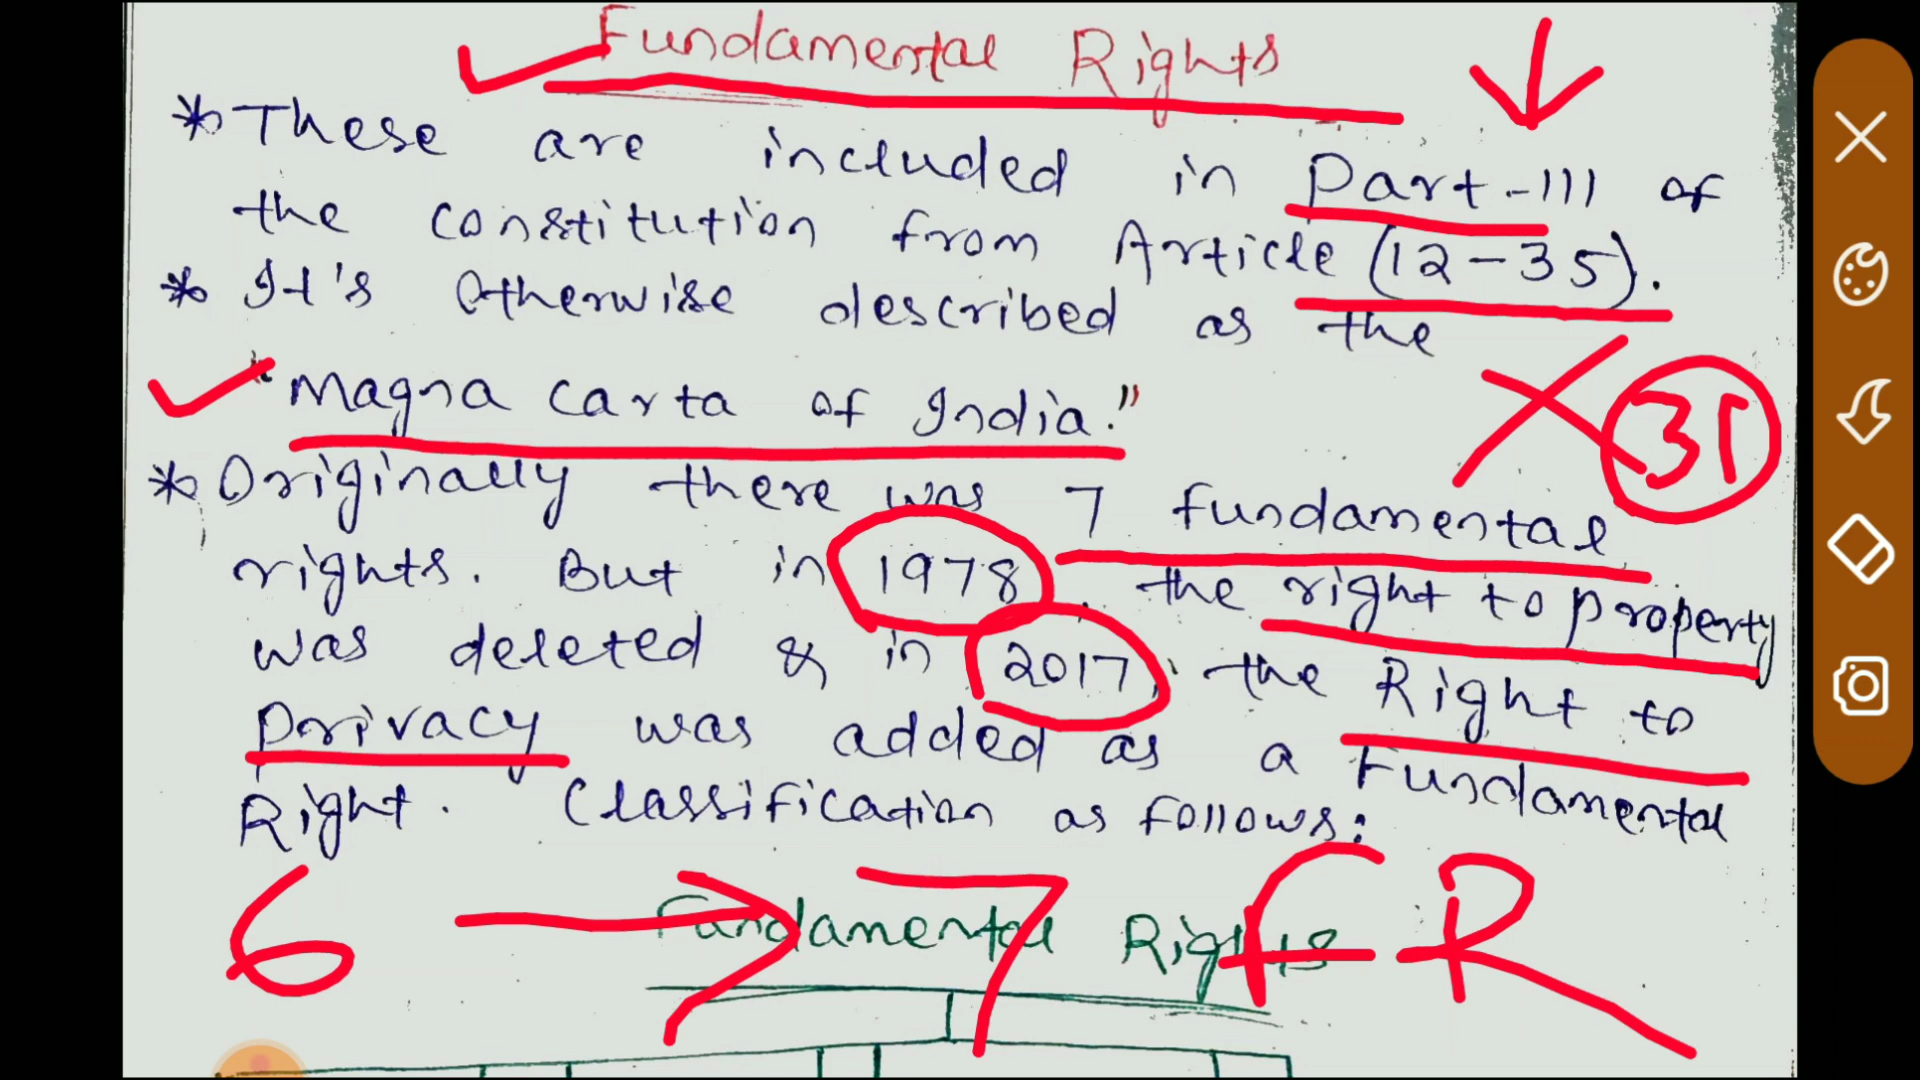 Fundamental Rights
* These are included in Part-III of
the constitution from Article (12-35).
* It's Otherwise described as the
"Magna Carta of India."
31
* Originally there was 7 fundamental
rights. But in 1978, the right to property
was deleted & in 2017, the Right to
Privacy was added as a Fundamental
Right. Classification as follows:
Fundamental Rights
6 → 7 FR